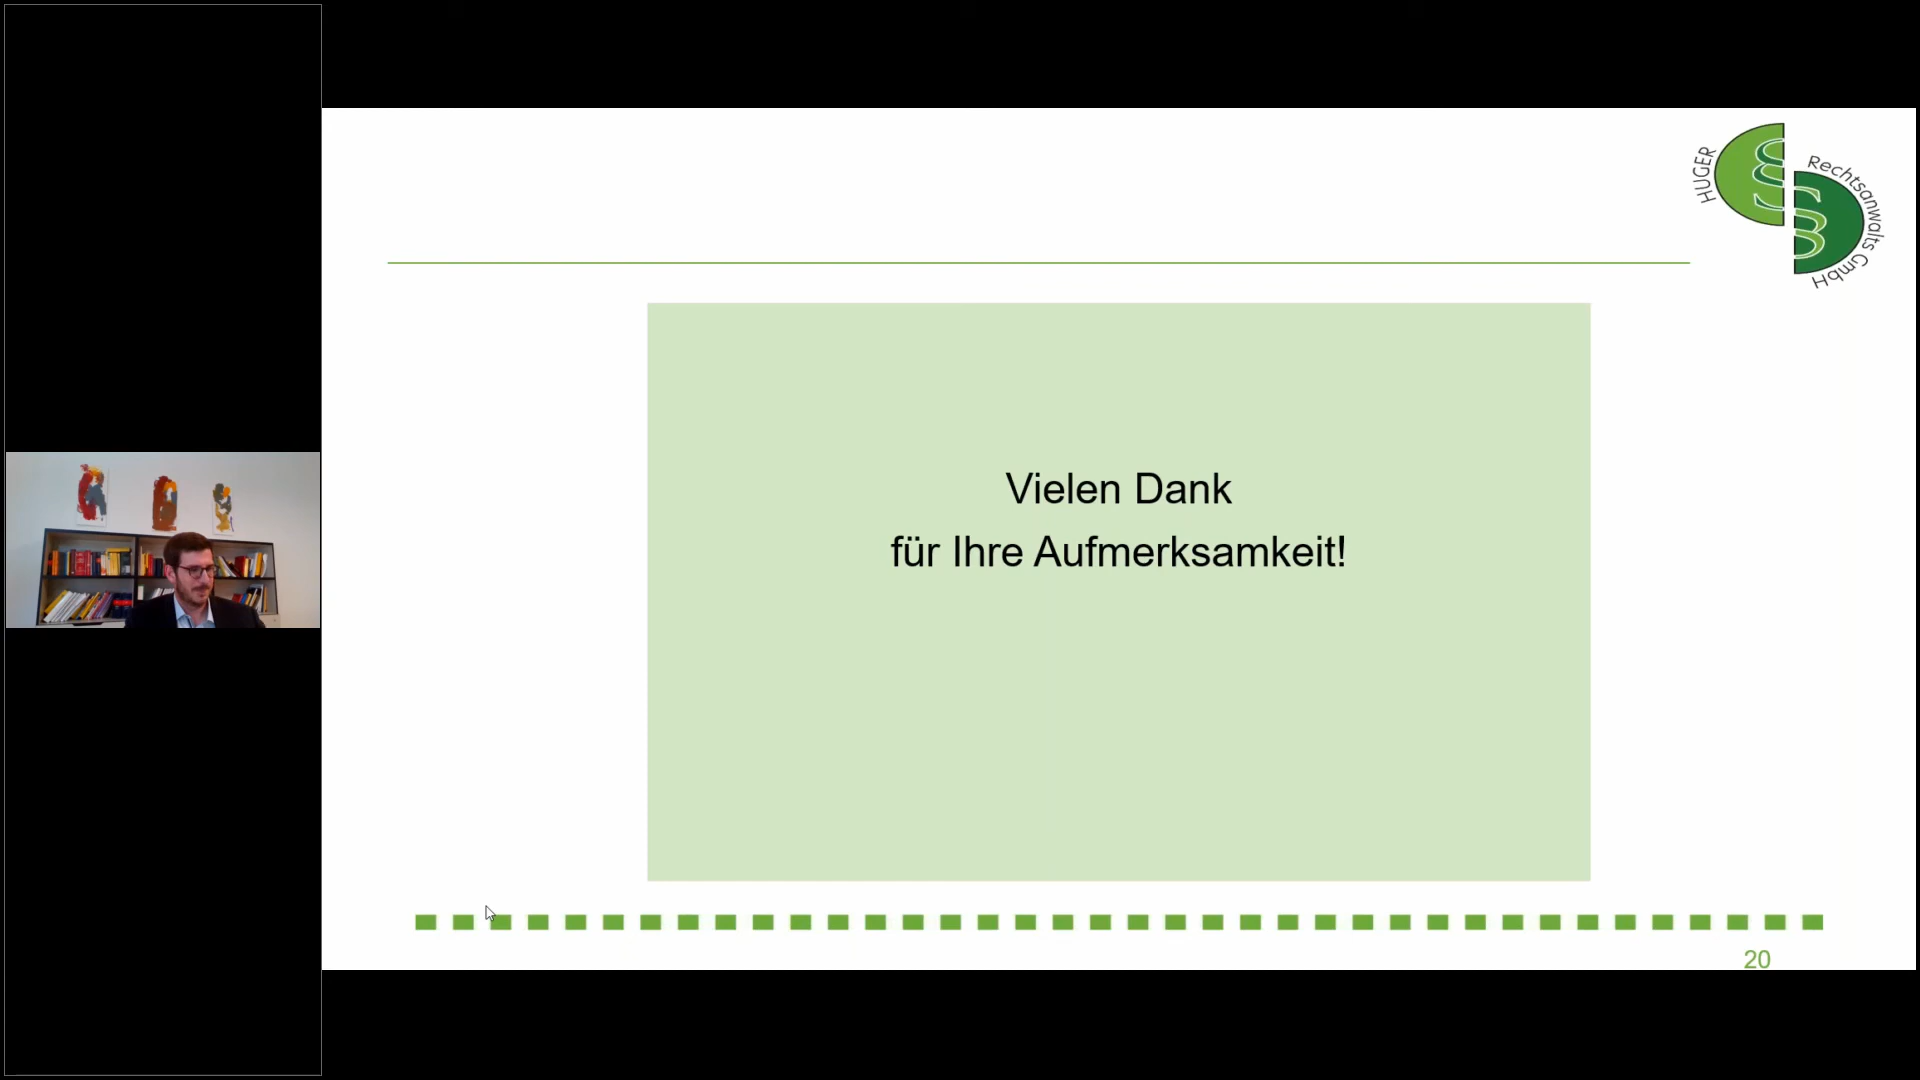 HUGER
Rechtsanwalts GmbH
Vielen Dank
für Ihre Aufmerksamkeit!
20